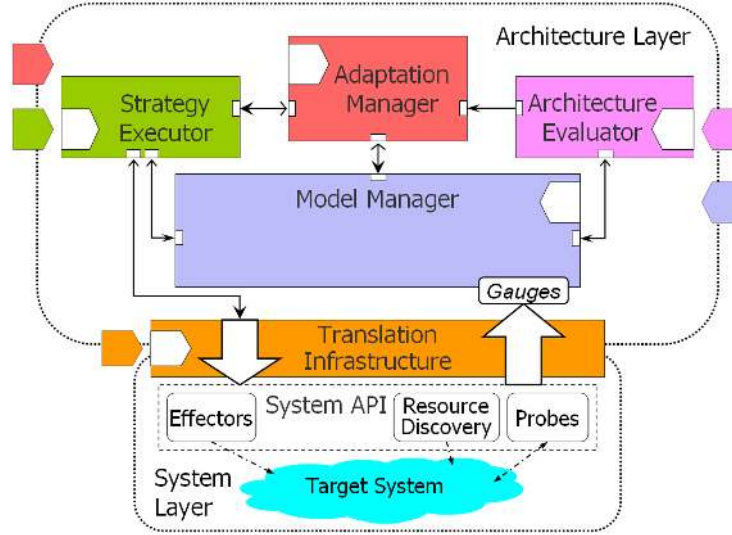 Architecture Layer
Strategy
Executor
Adaptation
Manager
Architecture
Evaluator
Model Manager
Gauges
Translation
Infrastructure
System API
Effectors
Resource
Discovery
Probes
System
Layer
Target System